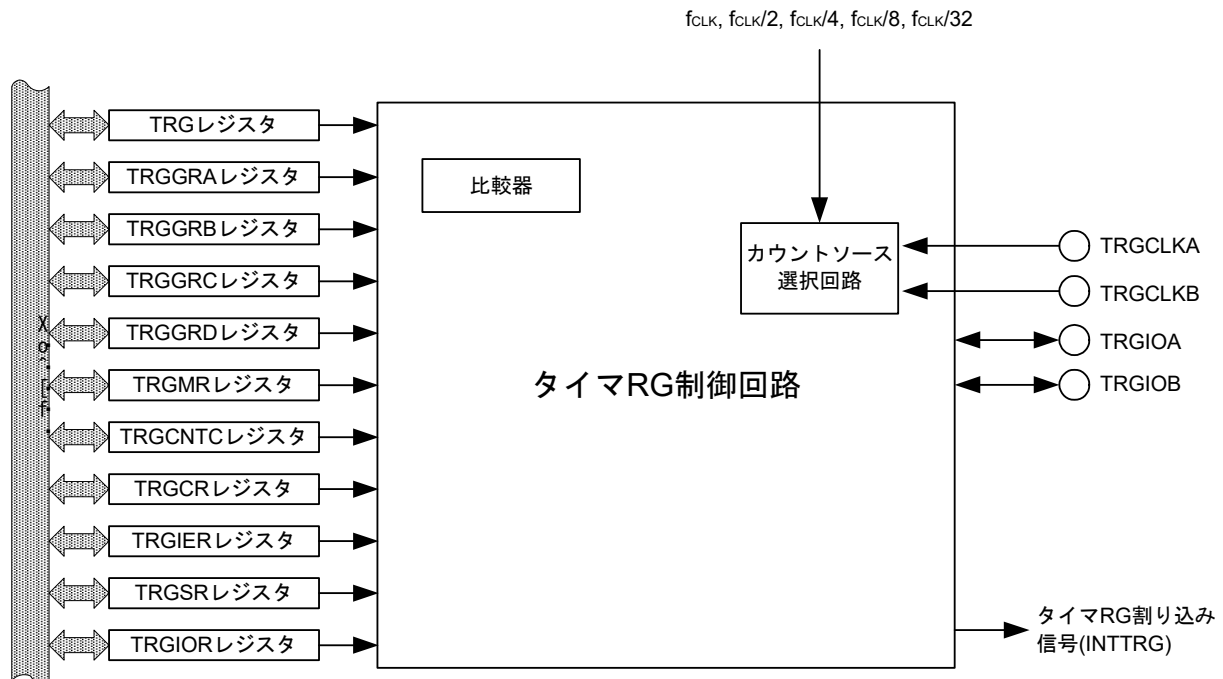 fCLK, fCLK/2, fCLK/4, fCLK/8, fCLK/32
TRGレジスタ
TRGGRAレジスタ
TRGGRBレジスタ
TRGGRCレジスタ
TRGGRDレジスタ
TRGMRレジスタ
TRGCNTCレジスタ
TRGCRレジスタ
TRGIERレジスタ
TRGSRレジスタ
TRGIORレジスタ
比較器
カウントソース
選択回路
タイマRG制御回路
TRGCLKA
TRGCLKB
TRGIOA
TRGIOB
タイマRG割り込み
信号(INTTRG)